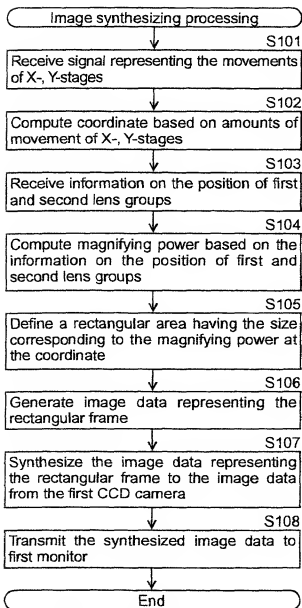 Image synthesizing processing
S101
Receive signal representing the movements
of X-, Y-stages
S102
Compute coordinate based on amounts of
movement of X-, Y-stages
S103
Receive information on the position of first
and second lens groups
S104
Compute magnifying power based on the
information on the position of first and
second lens groups
S105
Define a rectangular area having the size
corresponding to the magnifying power at
the coordinate
S106
Generate image data representing the
rectangular frame
S107
Synthesize the image data representing
the rectangular frame to the image data
from the first CCD camera
S108
Transmit the synthesized image data to
first monitor
End